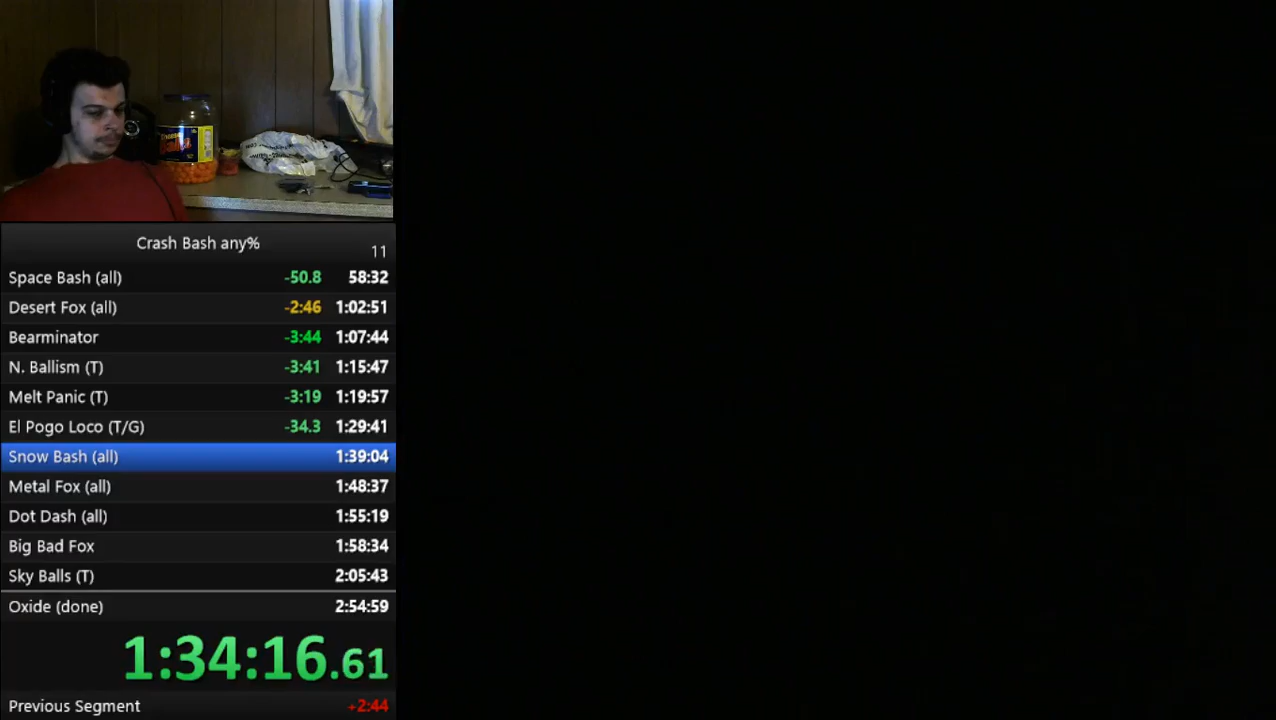 Crash Bash any%
11
Space Bash (all) -50.8 58:32
Desert Fox (all) -2:46 1:02:51
Bearminator -3:44 1:07:44
N. Ballism (T) -3:41 1:15:47
Melt Panic (T) -3:19 1:19:57
El Pogo Loco (T/G) -34.3 1:29:41
Snow Bash (all) 1:39:04
Metal Fox (all) 1:48:37
Dot Dash (all) 1:55:19
Big Bad Fox 1:58:34
Sky Balls (T) 2:05:43
Oxide (done) 2:54:59
1:34:16.61
Previous Segment +2:44